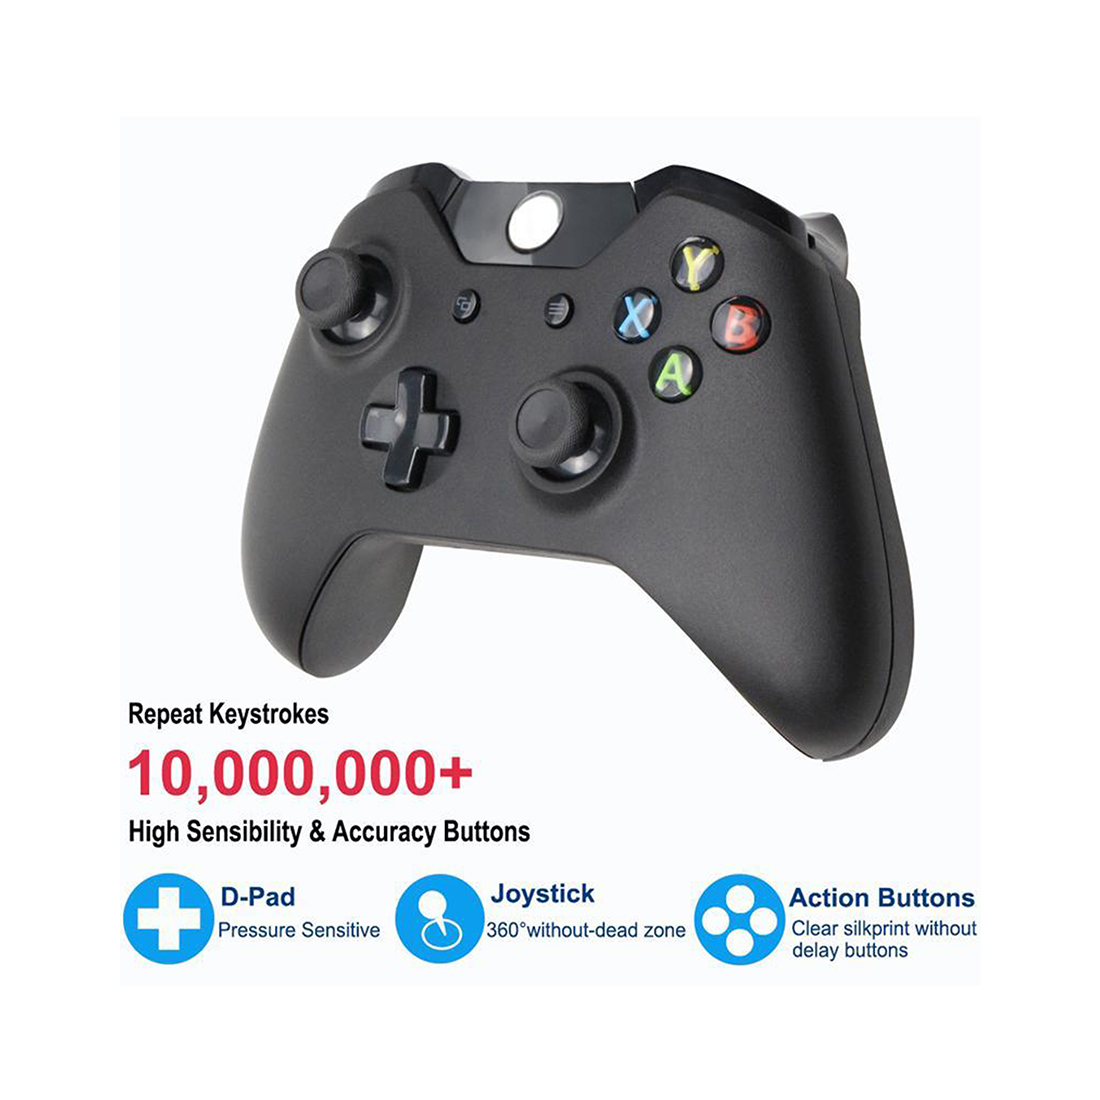 Y
X
B
A
Repeat Keystrokes
10,000,000+
High Sensibility & Accuracy Buttons
D-Pad
Pressure Sensitive
Joystick
360°without-dead zone
Action Buttons
Clear silkprint without
delay buttons